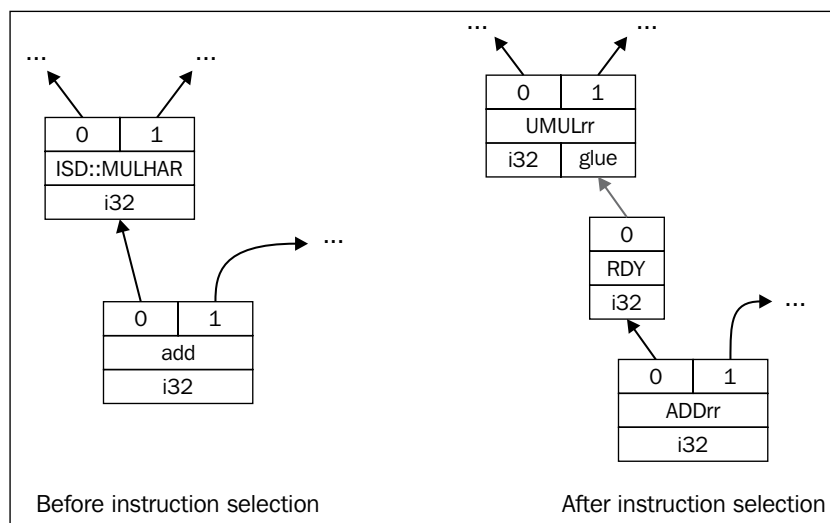 ...
...
0 1
ISD::MULHAR
i32
...
0 1
add
i32
Before instruction selection
...
...
0 1
UMULrr
i32 glue
0
RDY
i32
...
0 1
ADDrr
i32
After instruction selection